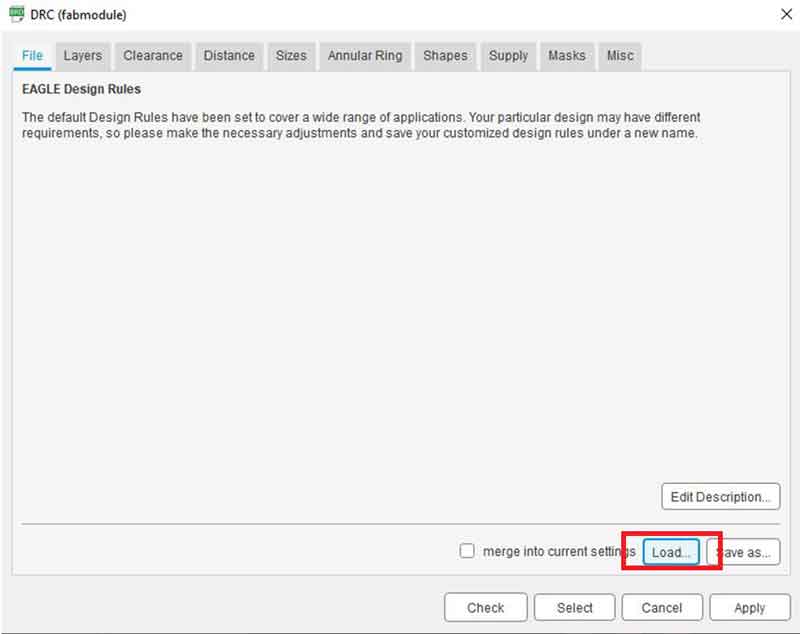 DRC (fabmodule)
File Layers Clearance Distance Sizes Annular Ring Shapes Supply Masks Misc
EAGLE Design Rules
The default Design Rules have been set to cover a wide range of applications. Your particular design may have different
requirements, so please make the necessary adjustments and save your customized design rules under a new name.
Edit Description...
merge into current settings Load... Save as...
Check Select Cancel Apply